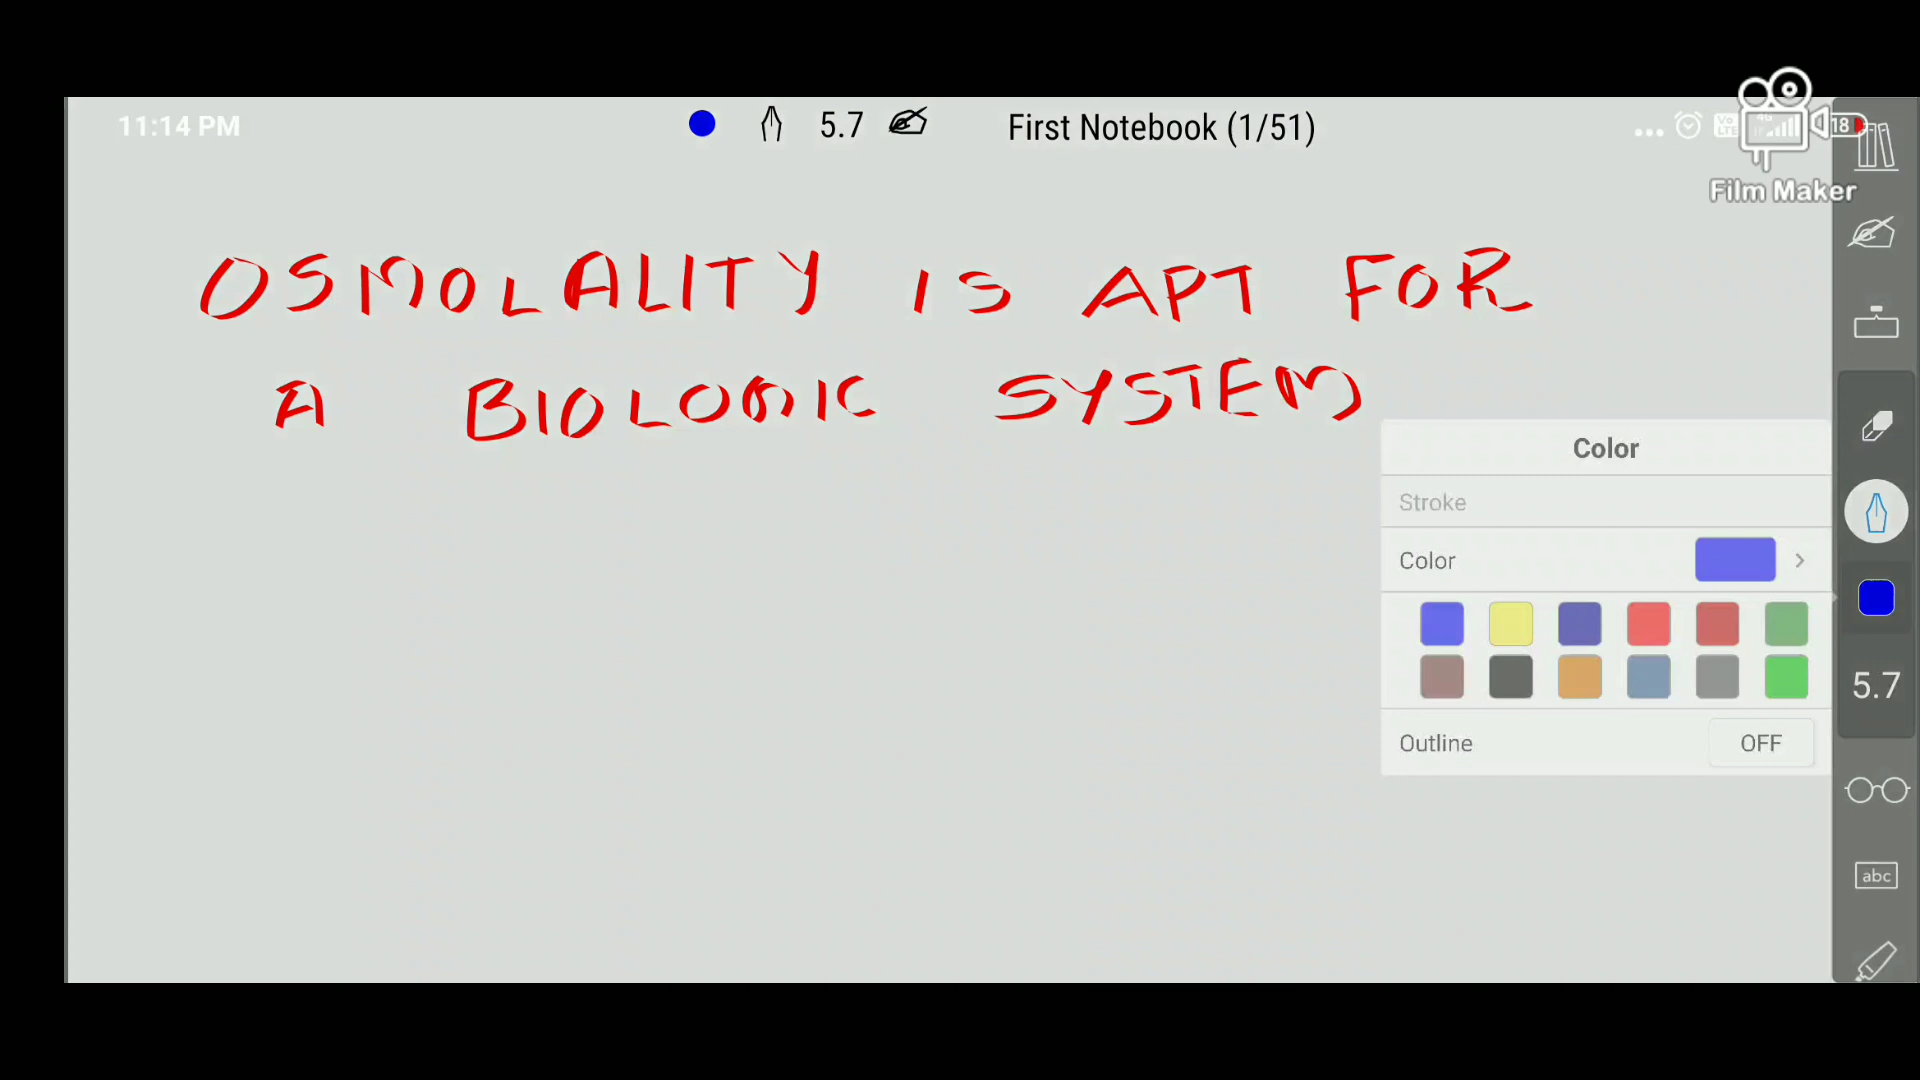 11:14 PM
5.7
First Notebook (1/51)
18
Film Maker
OSMOLALITY IS APT FOR
A BIOLOGIC SYSTEM
Color
Stroke
Color
5.7
Outline OFF
abc